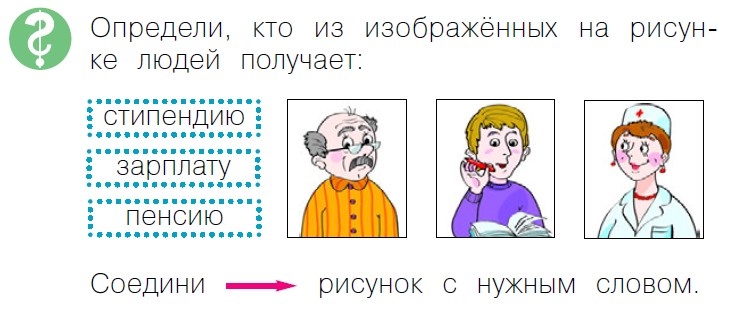 Определи, кто из изображённых на рисун-
ке людей получает:
стипендию
зарплату
пенсию
Соедини рисунок с нужным словом.